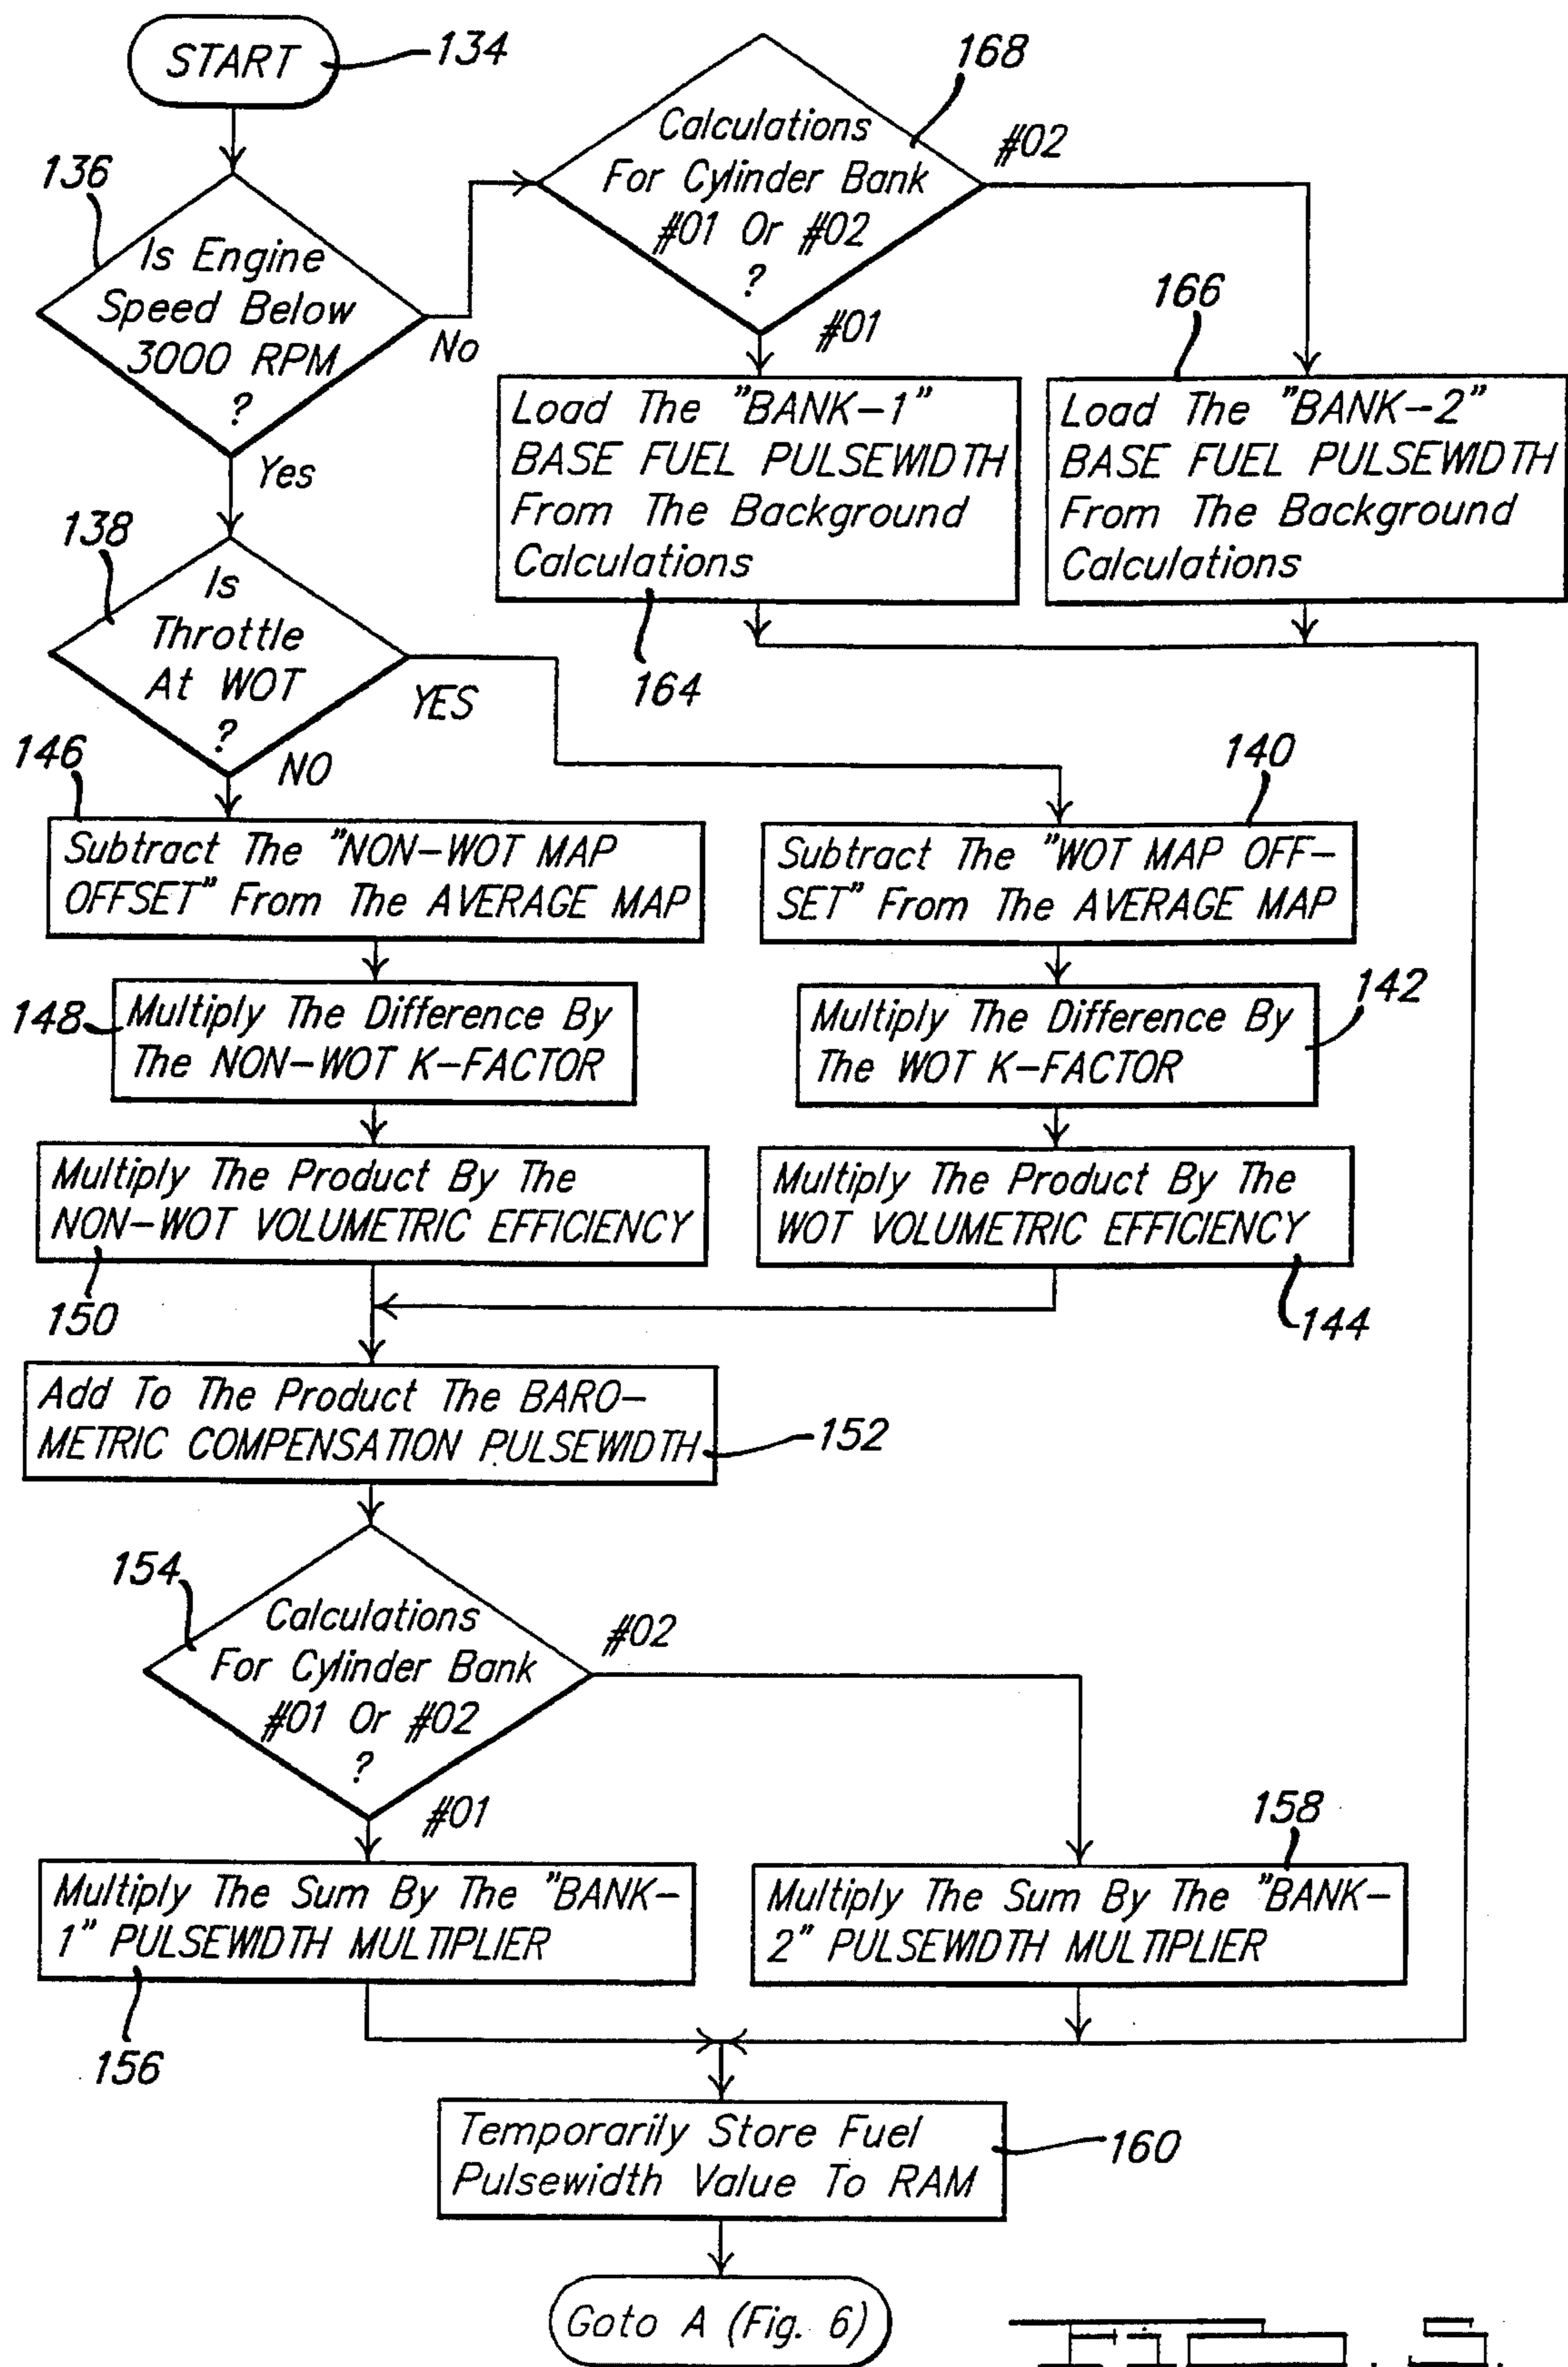 START
134
136
Is Engine
Speed Below
3000 RPM
?
No
Yes
168
Calculations
For Cylinder Bank
#01 Or #02
?
#02
#01
166
Load The "BANK-1"
BASE FUEL PULSEWIDTH
From The Background
Calculations
164
Load The "BANK-2"
BASE FUEL PULSEWIDTH
From The Background
Calculations
138
Is
Throttle
At WOT
?
YES
NO
146
Subtract The "NON-WOT MAP
OFFSET" From The AVERAGE MAP
140
Subtract The "WOT MAP OFF-
SET" From The AVERAGE MAP
148
Multiply The Difference By
The NON-WOT K-FACTOR
142
Multiply The Difference By
The WOT K-FACTOR
Multiply The Product By The
NON-WOT VOLUMETRIC EFFICIENCY
150
Multiply The Product By The
WOT VOLUMETRIC EFFICIENCY
144
Add To The Product The BARO-
METRIC COMPENSATION PULSEWIDTH
152
154
Calculations
For Cylinder Bank
#01 Or #02
?
#02
#01
158
Multiply The Sum By The "BANK-
1" PULSEWIDTH MULTIPLIER
156
Multiply The Sum By The "BANK-
2" PULSEWIDTH MULTIPLIER
Temporarily Store Fuel
Pulsewidth Value To RAM
160
Goto A (Fig. 6)